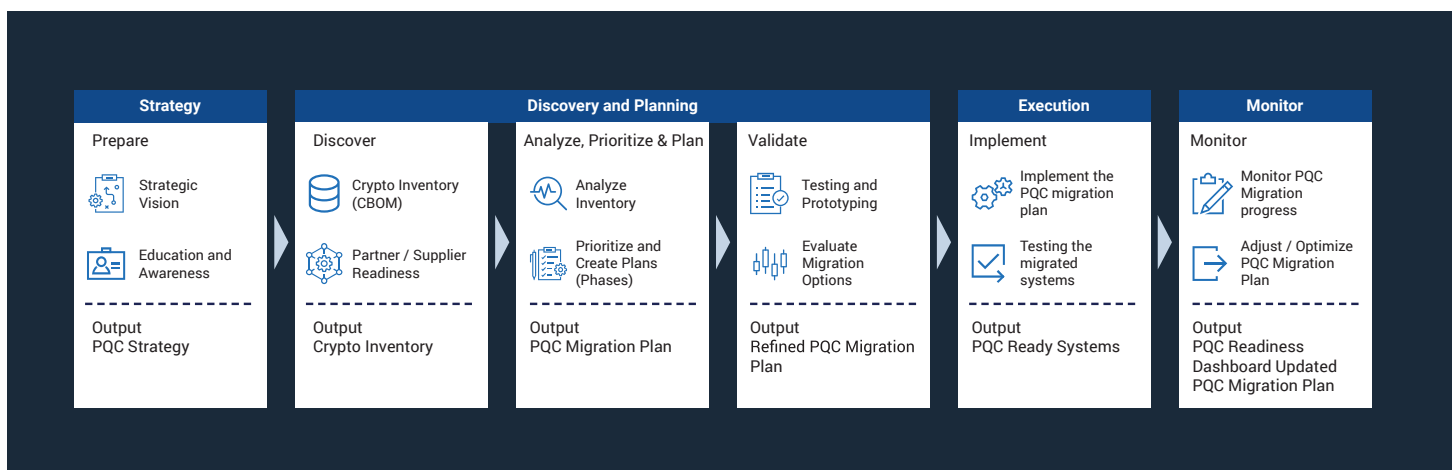 Strategy
Prepare
Strategic
Vision
Education and
Awareness
Output
PQC Strategy
Discovery and Planning
Discover
Crypto Inventory
(CBOM)
Partner / Supplier
Readiness
Output
Crypto Inventory
Analyze, Prioritize & Plan
Analyze
Inventory
Prioritize and
Create Plans
(Phases)
Output
PQC Migration Plan
Validate
Testing and
Prototyping
Evaluate
Migration
Options
Output
Refined PQC Migration
Plan
Execution
Implement
Implement the
PQC migration
plan
Testing the
migrated
systems
Output
PQC Ready Systems
Monitor
Monitor
Monitor PQC
Migration
progress
Adjust / Optimize
PQC Migration
Plan
Output
PQC Readiness
Dashboard Updated
PQC Migration Plan